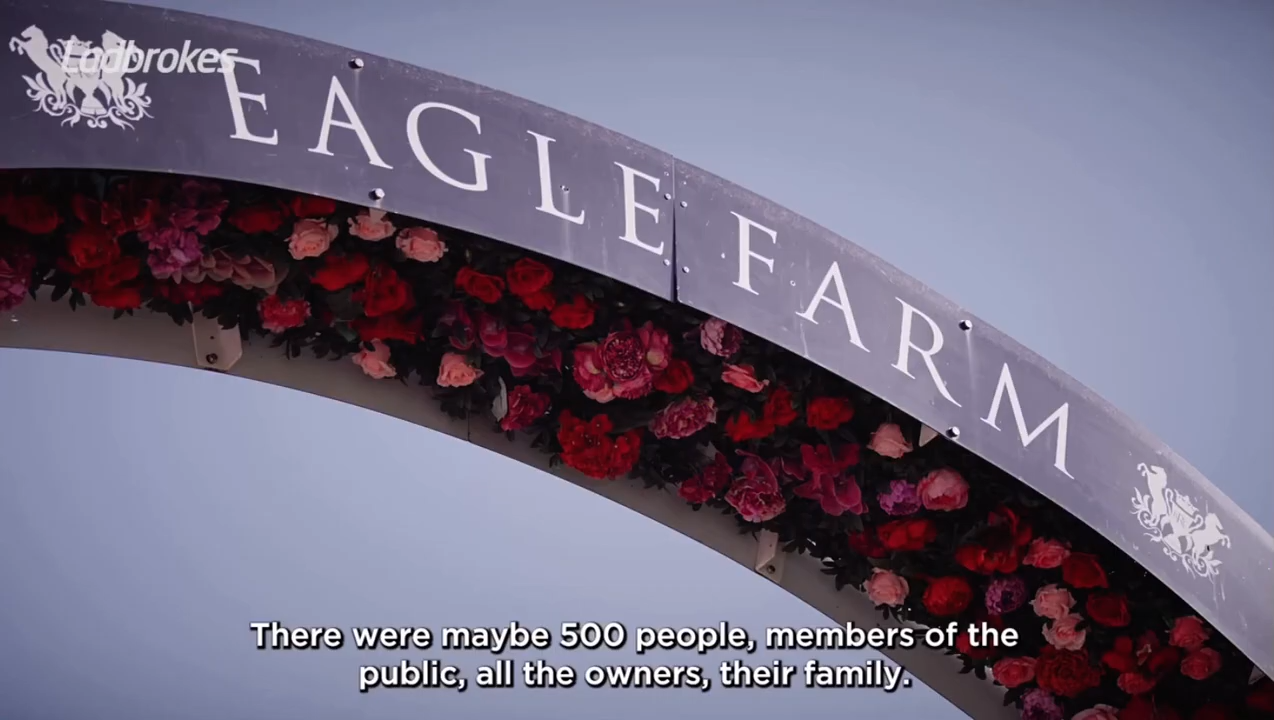 Ladbrokes
EAGLE FARM
There were maybe 500 people, members of the
public, all the owners, their family.